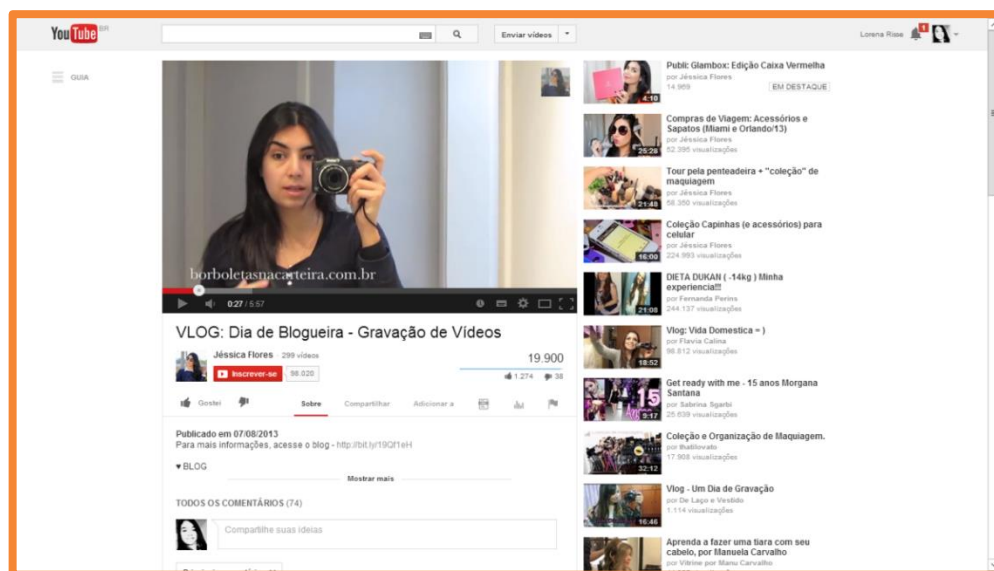 YouTube BR
Enviar vídeos
Lorena Risse
1
GUIA
borboletasnacarteira.com.br
0:27 / 5:57
VLOG: Dia de Blogueira - Gravação de Vídeos
Jéssica Flores 299 vídeos
Inscrever-se 98.020
19.900
1.274 38
Gostei Sobre Compartilhar Adicionar a
Publicado em 07/08/2013
Para mais informações, acesse o blog - http://bit.ly/19Qf1eH
♥ BLOG
Mostrar mais
TODOS OS COMENTÁRIOS (74)
Compartilhe suas ideias
4:10
Publi: Glambox: Edição Caixa Vermelha
por Jéssica Flores
14.969 EM DESTAQUE
25:28
Compras de Viagem: Acessórios e
Sapatos (Miami e Orlando/13)
por Jéssica Flores
52.395 visualizações
21:48
Tour pela penteadeira + "coleção" de
maquiagem
por Jéssica Flores
58.350 visualizações
16:00
Coleção Capinhas (e acessórios) para
celular
por Jéssica Flores
224.993 visualizações
21:08
DIETA DUKAN ( -14kg ) Minha
experiencia!!!
por Fernanda Perins
244.137 visualizações
18:52
Vlog: Vida Domestica = )
por Flavia Calina
98.812 visualizações
9:17
Get ready with me - 15 anos Morgana
Santana
por Sabrina Sgarbi
25.639 visualizações
32:12
Coleção e Organização de Maquiagem.
por thatilovato
17.908 visualizações
16:46
Vlog - Um Dia de Gravação
por De Lago e Vestido
1.114 visualizações
Aprenda a fazer uma tiara com seu
cabelo, por Manuela Carvalho
por Vitrine por Manu Carvalho